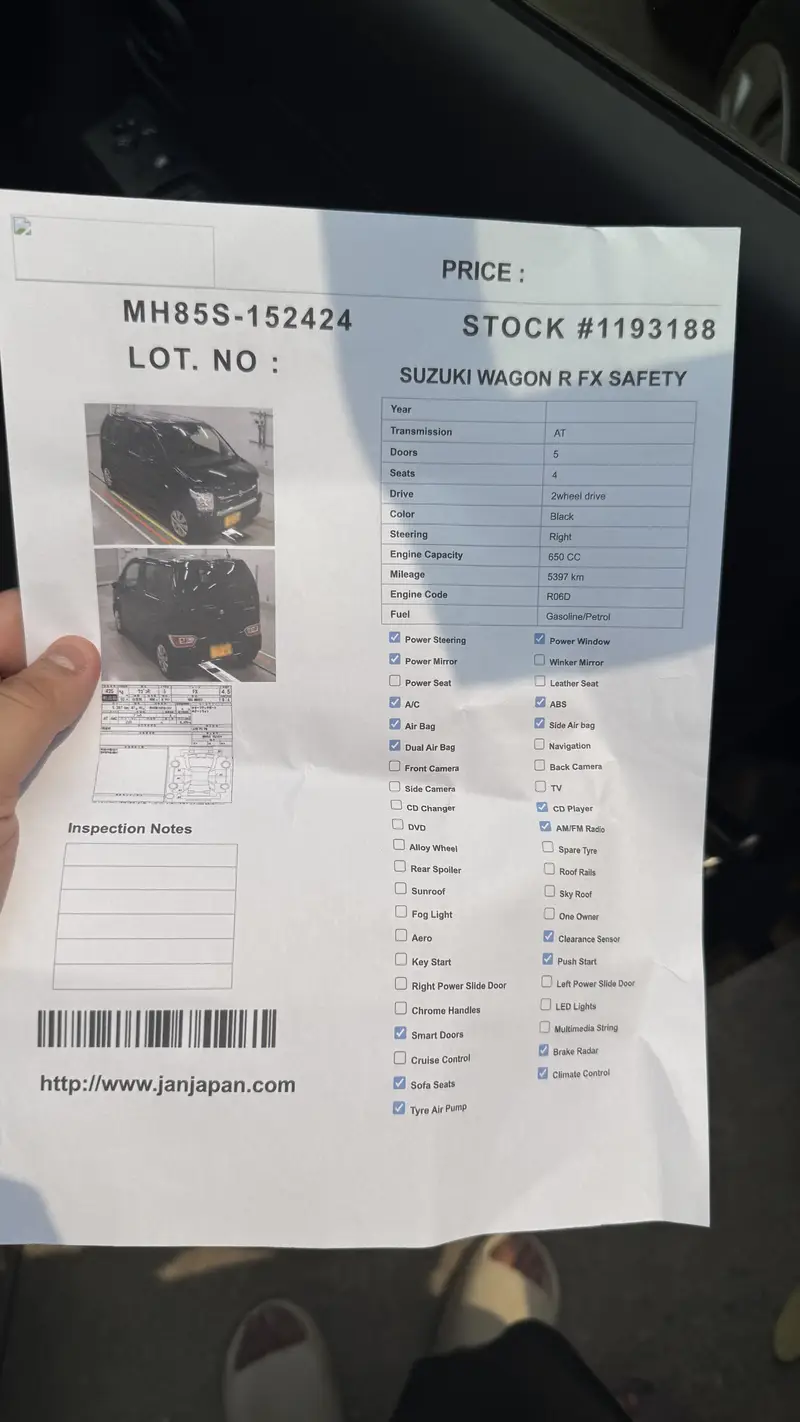 PRICE :
MH85S-152424
STOCK #1193188
LOT. NO :
SUZUKI WAGON R FX SAFETY
Year
Transmission AT
Doors 5
Seats 4
Drive 2wheel drive
Color Black
Steering Right
Engine Capacity 650 CC
Mileage 5397 km
Engine Code R06D
Fuel Gasoline/Petrol
Power Steering Power Window
Power Mirror Winker Mirror
Power Seat Leather Seat
A/C ABS
Air Bag Side Air bag
Dual Air Bag Navigation
Front Camera Back Camera
Side Camera TV
CD Changer CD Player
DVD AM/FM Radio
Alloy Wheel Spare Tyre
Rear Spoiler Roof Rails
Sunroof Sky Roof
Fog Light One Owner
Aero Clearance Sensor
Key Start Push Start
Right Power Slide Door Left Power Slide Door
Chrome Handles LED Lights
Smart Doors Multimedia String
Cruise Control Brake Radar
Sofa Seats Climate Control
Tyre Air Pump
Inspection Notes
http://www.janjapan.com